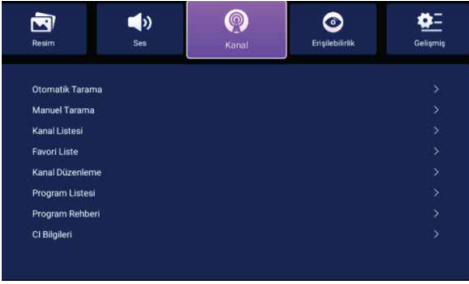 Resim
Ses
Kanal
Erişilebilirlik
Gelişmiş
Otomatik Tarama
Manuel Tarama
Kanal Listesi
Favori Liste
Kanal Düzenleme
Program Listesi
Program Rehberi
CI Bilgileri